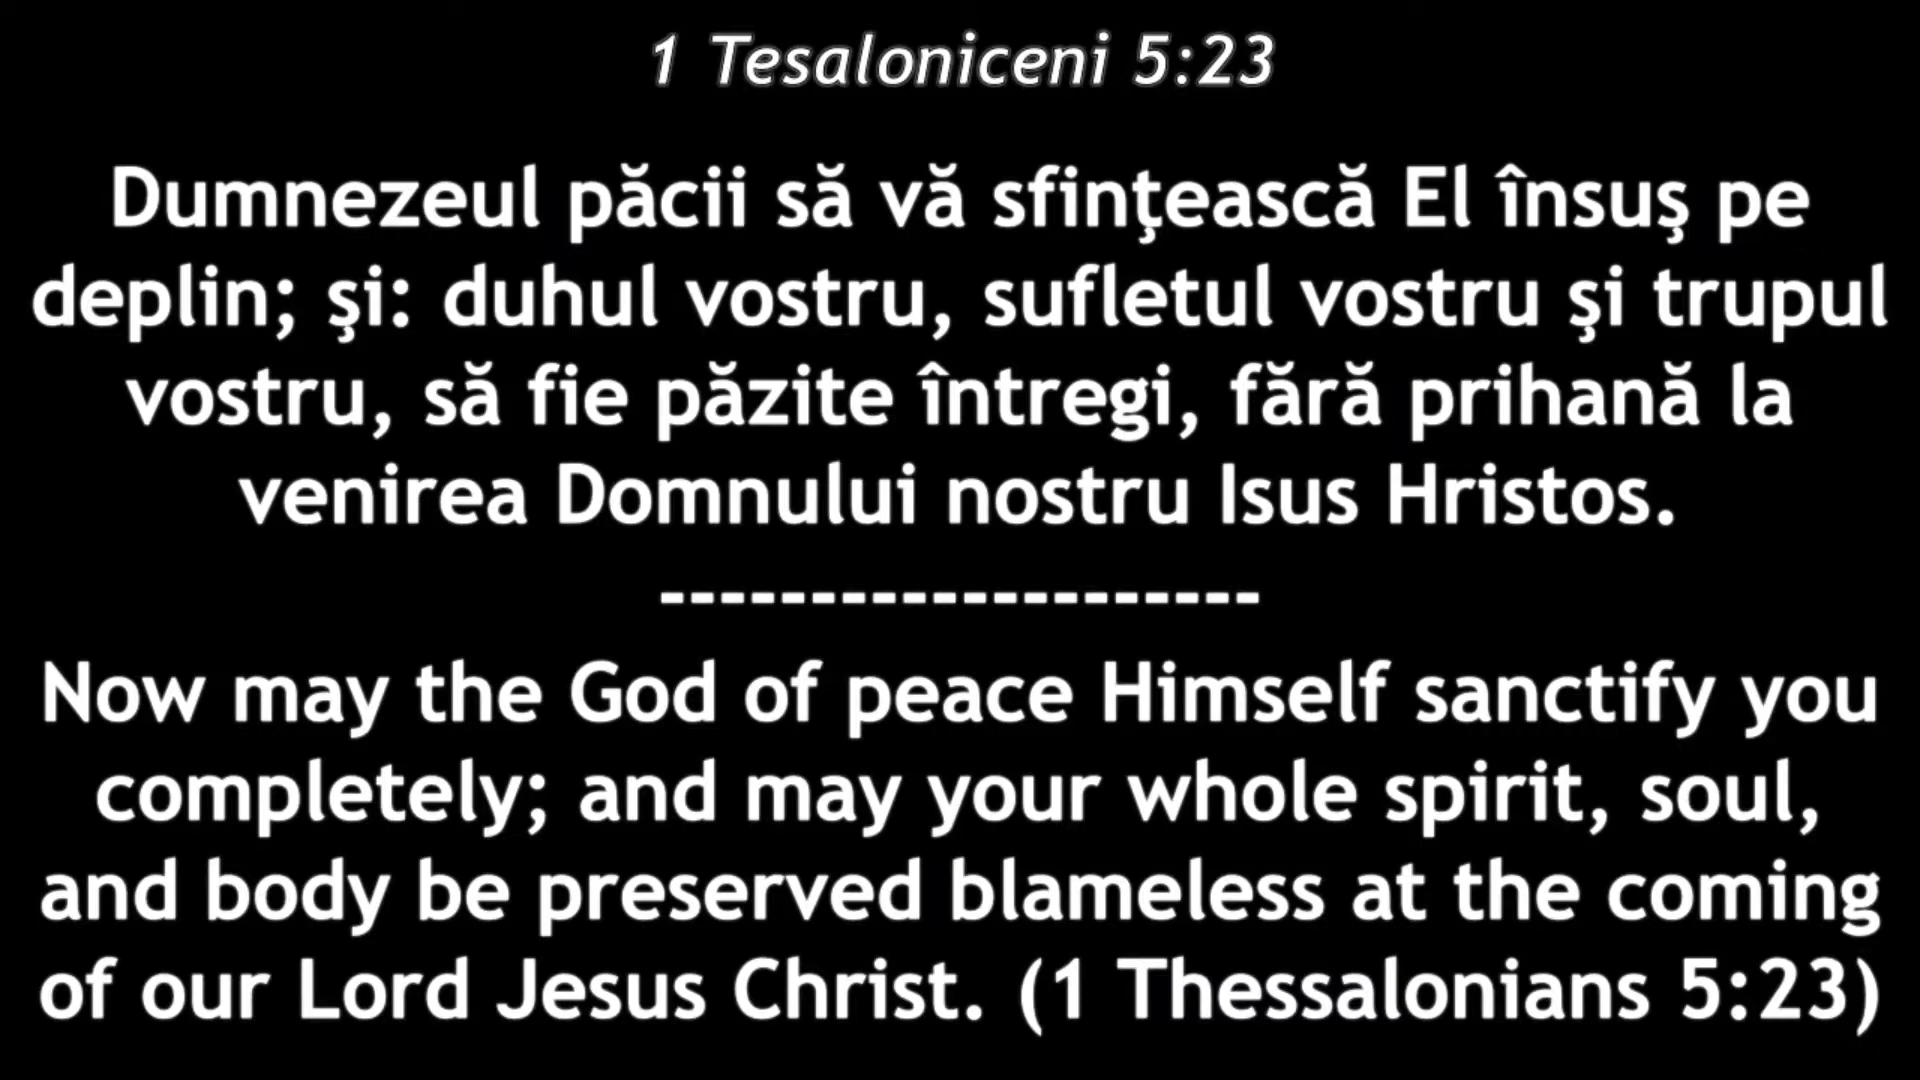 1 Tesaloniceni 5:23
Dumnezeul păcii să vă sfinţească El însuş pe
deplin; şi: duhul vostru, sufletul vostru şi trupul
vostru, să fie păzite întregi, fără prihană la
venirea Domnului nostru Isus Hristos.
--------------------
Now may the God of peace Himself sanctify you
completely; and may your whole spirit, soul,
and body be preserved blameless at the coming
of our Lord Jesus Christ. (1 Thessalonians 5:23)